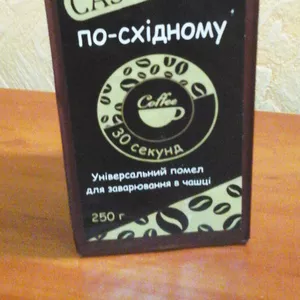 по-східному
Coffee
30 секунд
Універсальний помел
для заварювання в чашці
250 г